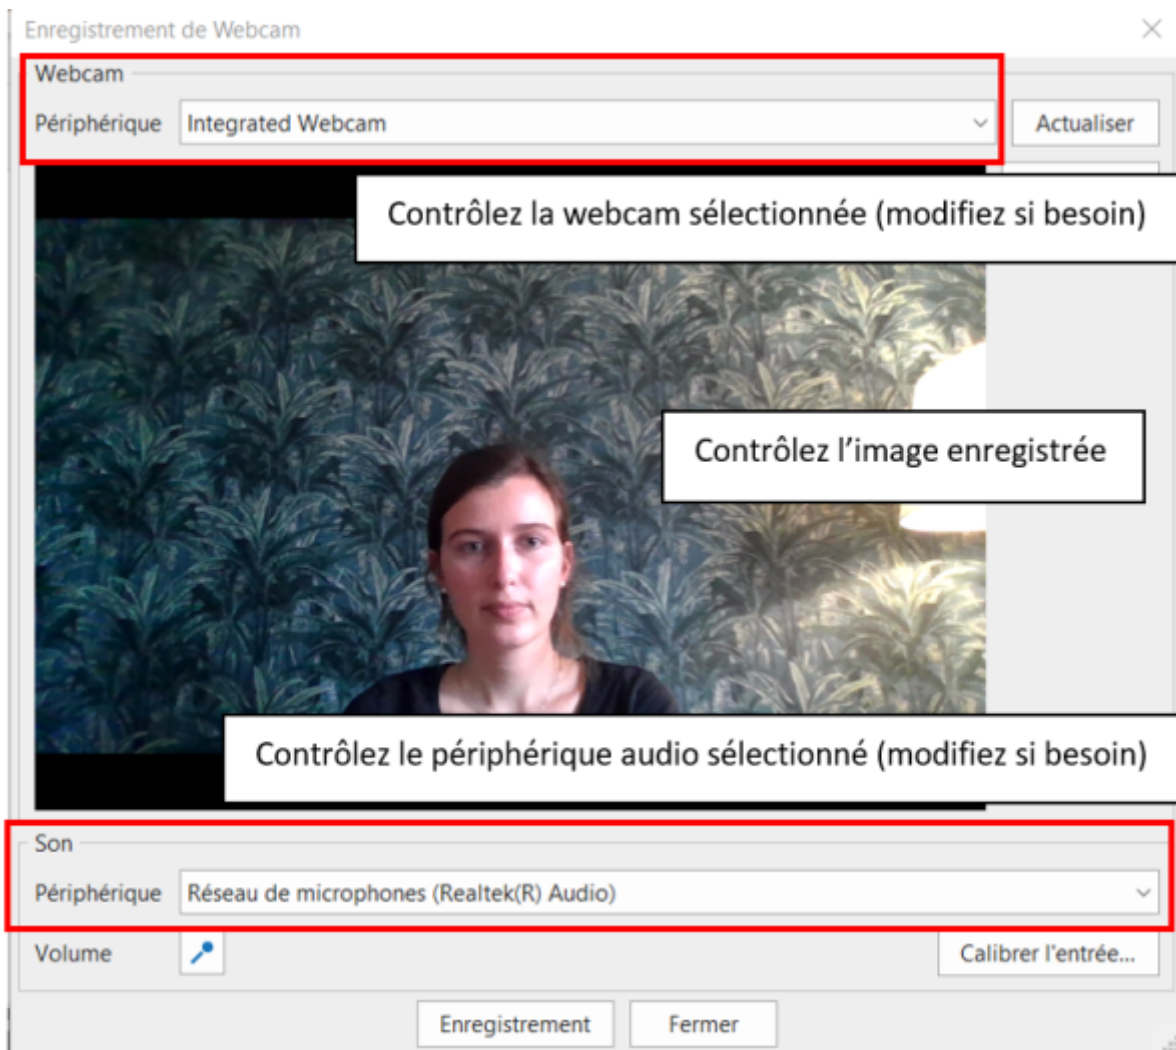 Enregistrement de Webcam
Webcam
Périphérique Integrated Webcam Actualiser
Contrôlez la webcam sélectionnée (modifiez si besoin)
Contrôlez l’image enregistrée
Contrôlez le périphérique audio sélectionné (modifiez si besoin)
Son
Périphérique Réseau de microphones (Realtek(R) Audio)
Volume Calibrer l'entrée...
Enregistrement Fermer